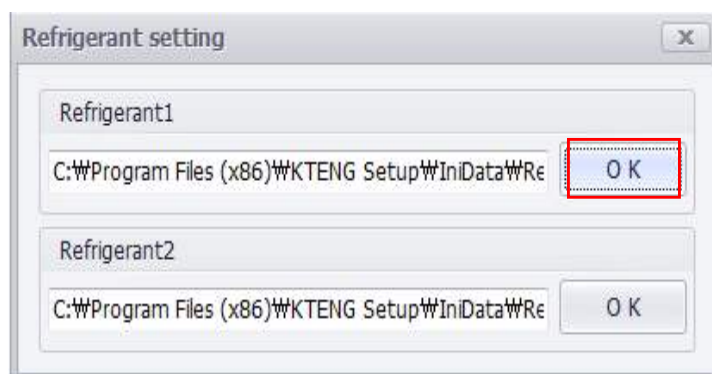 Refrigerant setting
x
Refrigerant1
C:₩Program Files (x86)₩KTENG Setup₩IniData₩Re
O K
Refrigerant2
C:₩Program Files (x86)₩KTENG Setup₩IniData₩Re
O K